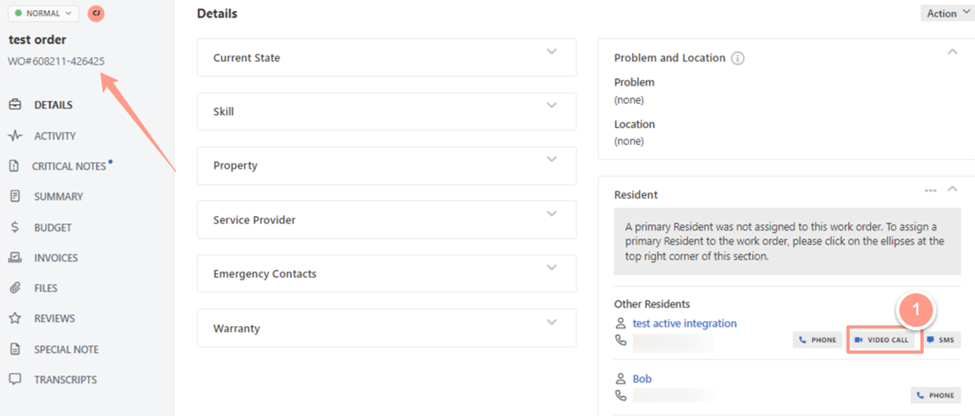 NORMAL
CJ
test order
WO#608211-426425
DETAILS
ACTIVITY
CRITICAL NOTES
SUMMARY
$ BUDGET
INVOICES
FILES
REVIEWS
SPECIAL NOTE
TRANSCRIPTS
Details
Action
Current State
Skill
Property
Service Provider
Emergency Contacts
Warranty
Problem and Location i
Problem
(none)
Location
(none)
Resident
A primary Resident was not assigned to this work order. To assign a
primary Resident to the work order, please click on the ellipses at the
top right corner of this section.
Other Residents
1
test active integration
PHONE
VIDEO CALL
SMS
Bob
PHONE